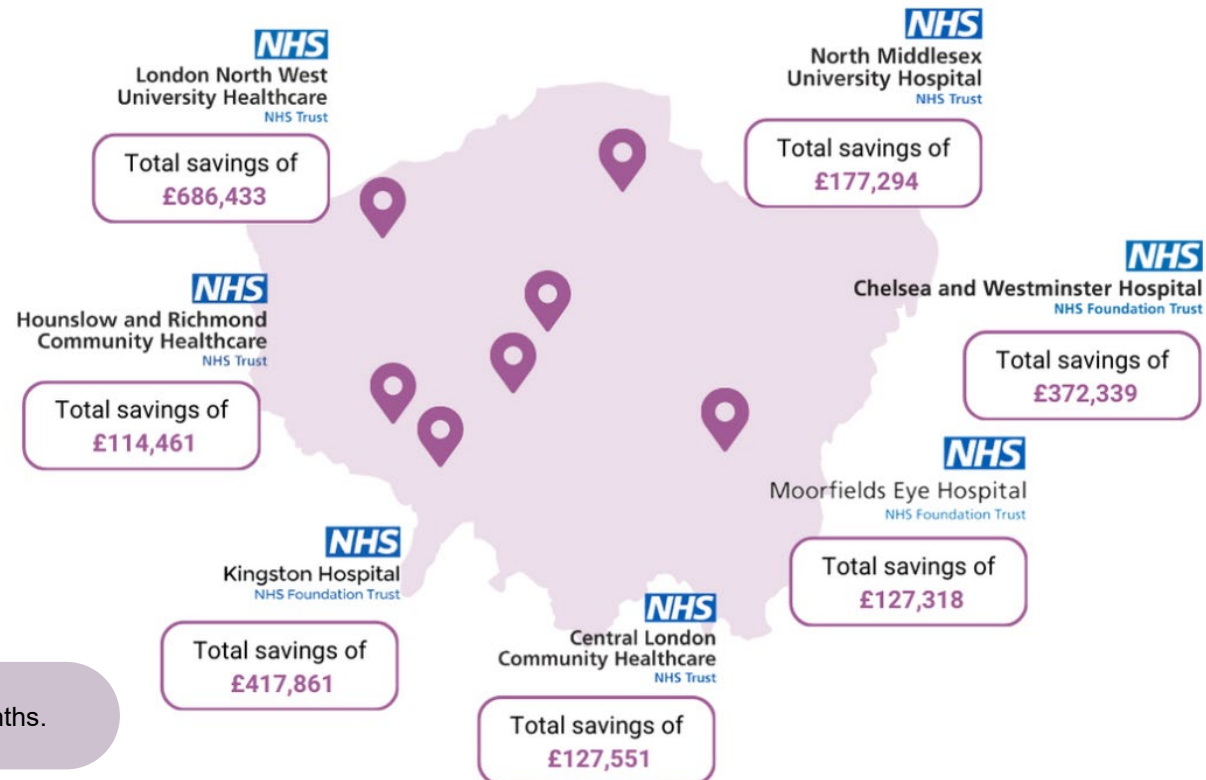 NHS
London North West
University Healthcare
NHS Trust
Total savings of
£686,433
NHS
North Middlesex
University Hospital
NHS Trust
Total savings of
£177,294
NHS
Hounslow and Richmond
Community Healthcare
NHS Trust
Total savings of
£114,461
NHS
Chelsea and Westminster Hospital
NHS Foundation Trust
Total savings of
£372,339
NHS
Moorfields Eye Hospital
NHS Foundation Trust
Total savings of
£127,318
NHS
Kingston Hospital
NHS Foundation Trust
Total savings of
£417,861
NHS
Central London
Community Healthcare
NHS Trust
Total savings of
£127,551